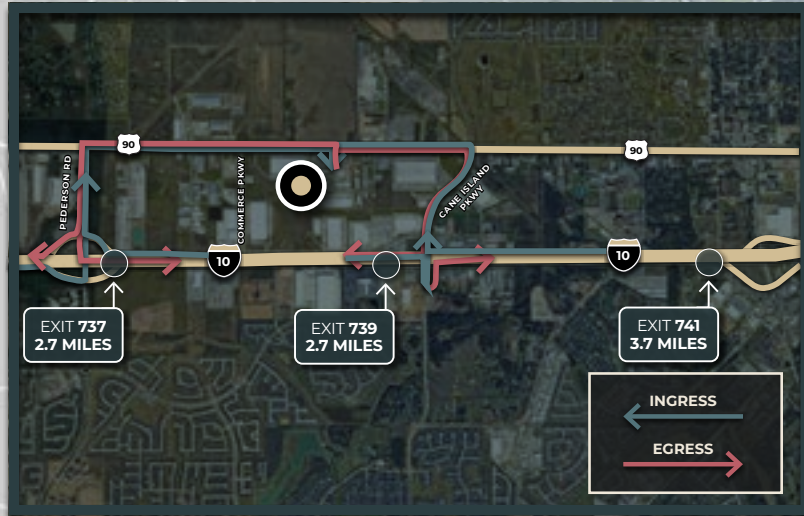 90
90
PEDERSON RD
COMMERCE PKWY
CANE ISLAND
PKWY
10
10
EXIT 737
2.7 MILES
EXIT 739
2.7 MILES
EXIT 741
3.7 MILES
INGRESS
EGRESS